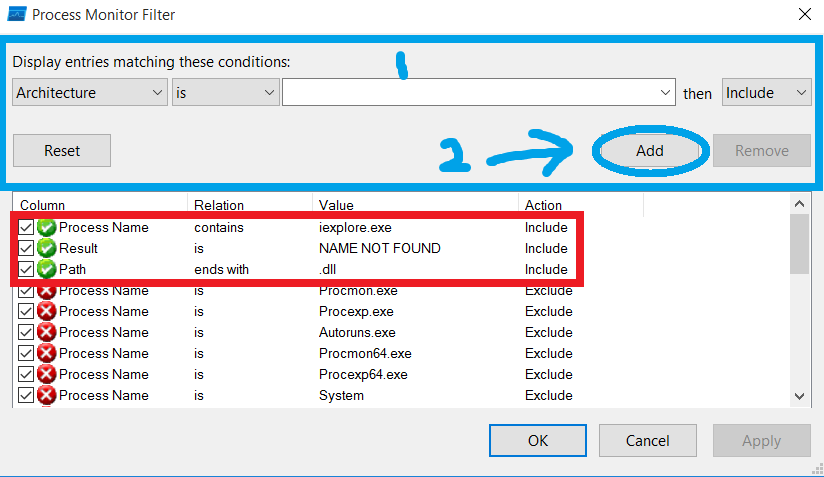 Process Monitor Filter
Display entries matching these conditions:
1
Architecture is then Include
Reset 2 Add Remove
Column Relation Value Action
Process Name contains iexplore.exe Include
Result is NAME NOT FOUND Include
Path ends with .dll Include
Process Name is Procmon.exe Exclude
Process Name is Procexp.exe Exclude
Process Name is Autoruns.exe Exclude
Process Name is Procmon64.exe Exclude
Process Name is Procexp64.exe Exclude
Process Name is System Exclude
OK Cancel Apply